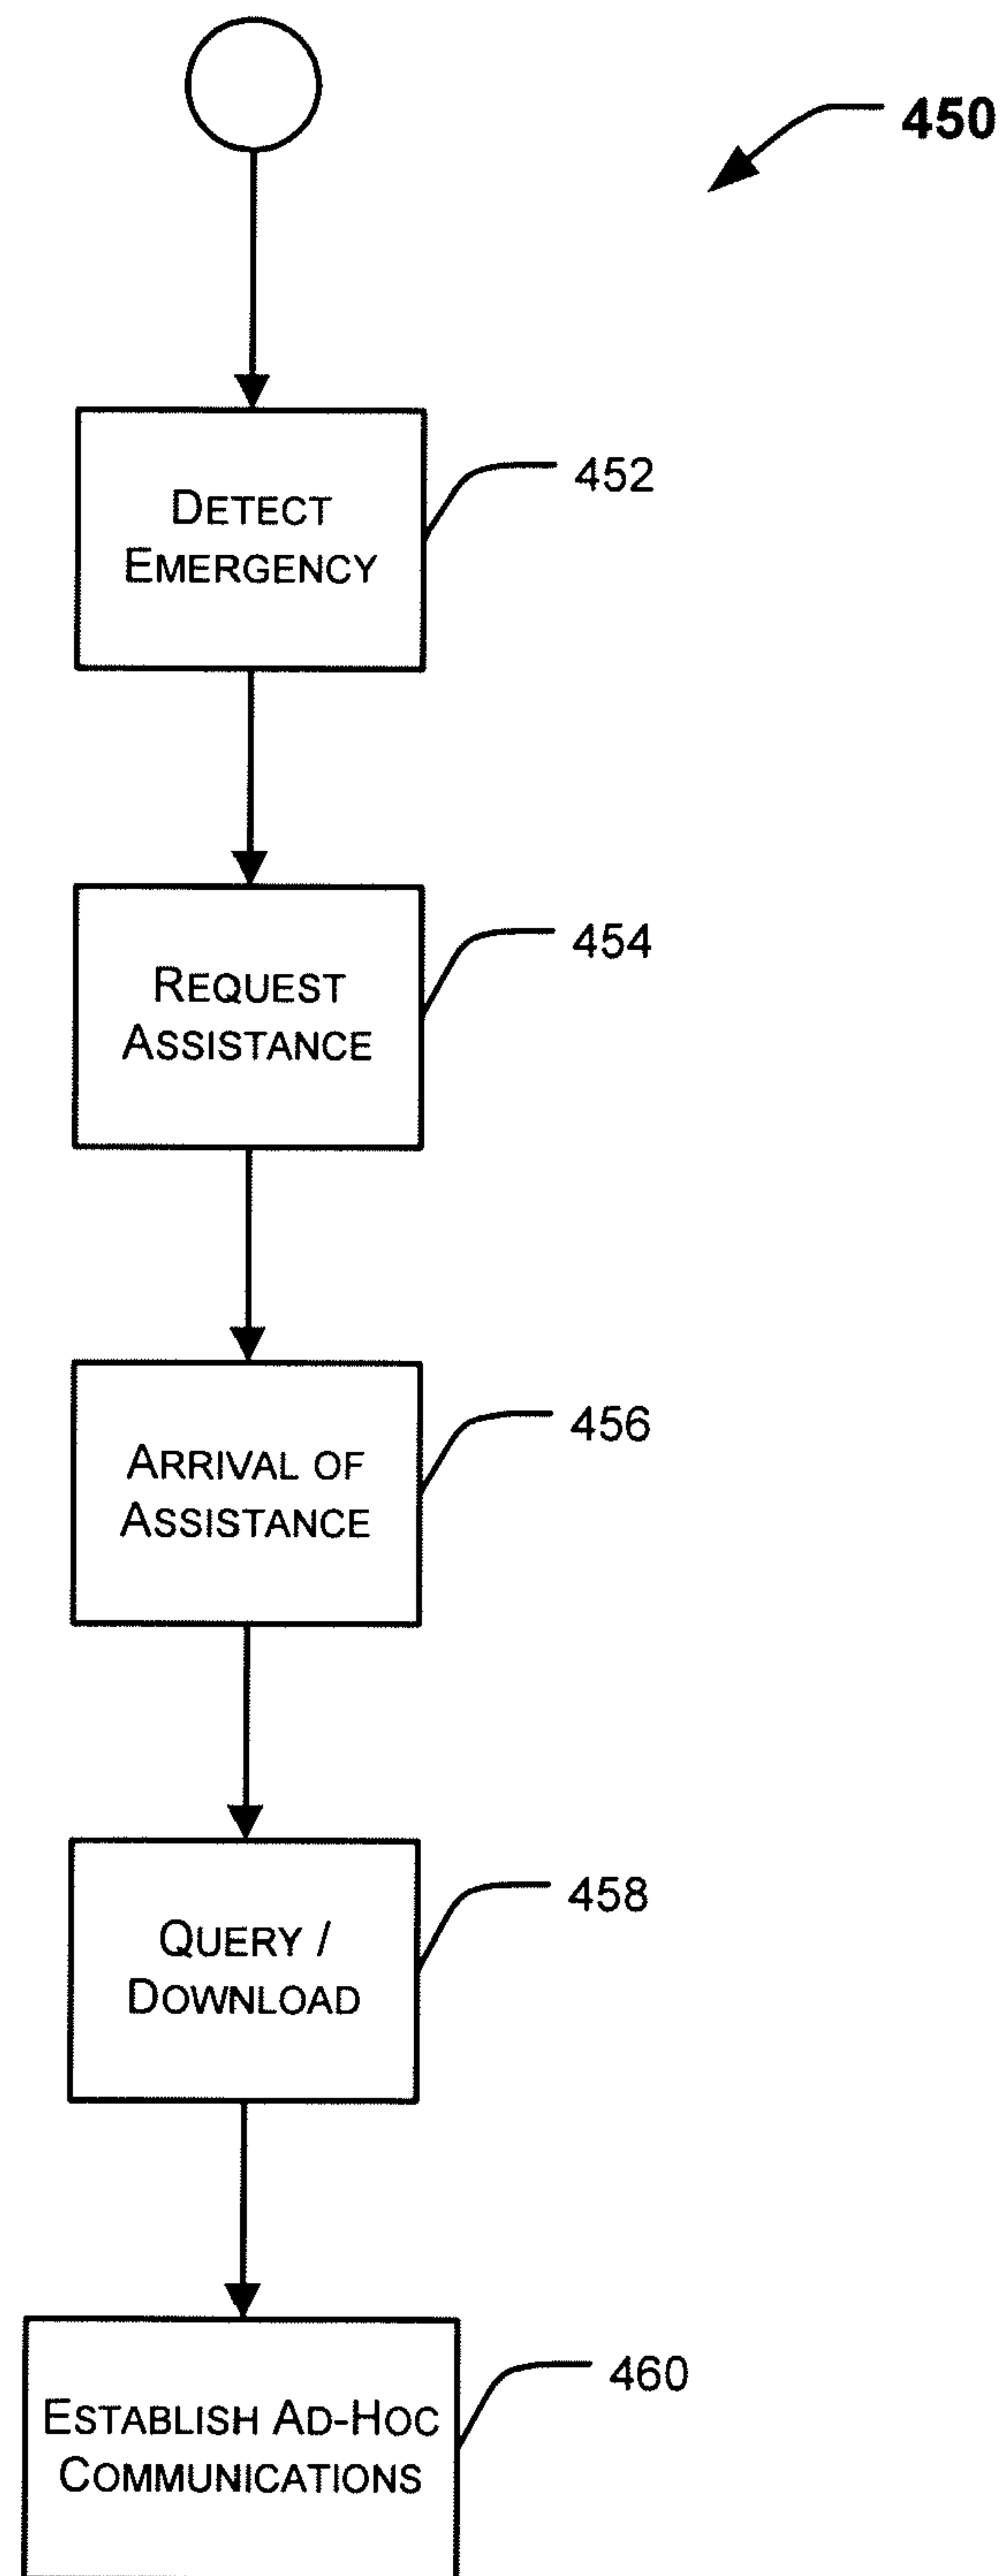 450
DETECT
EMERGENCY
452
REQUEST
ASSISTANCE
454
ARRIVAL OF
ASSISTANCE
456
QUERY /
DOWNLOAD
458
ESTABLISH AD-HOC
COMMUNICATIONS
460